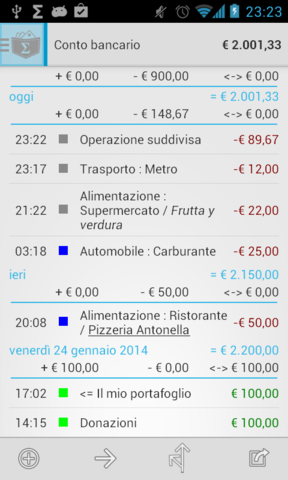 23:23
Conto bancario € 2.001,33
+ € 0,00 - € 900,00 <-> € 0,00
oggi = € 2.001,33
+ € 0,00 - € 148,67 <-> € 0,00
23:22 Operazione suddivisa -€ 89,67
23:17 Trasporto : Metro -€ 12,00
Alimentazione :
21:22 Supermercato / Frutta y -€ 22,00
verdura
03:18 Automobile : Carburante -€ 25,00
ieri = € 2.150,00
+ € 0,00 - € 50,00 <-> € 0,00
20:08 Alimentazione : Ristorante -€ 50,00
/ Pizzeria Antonella
venerdì 24 gennaio 2014 = € 2.200,00
+ € 100,00 - € 0,00 <-> € 100,00
17:02 <= Il mio portafoglio € 100,00
14:15 Donazioni € 100,00